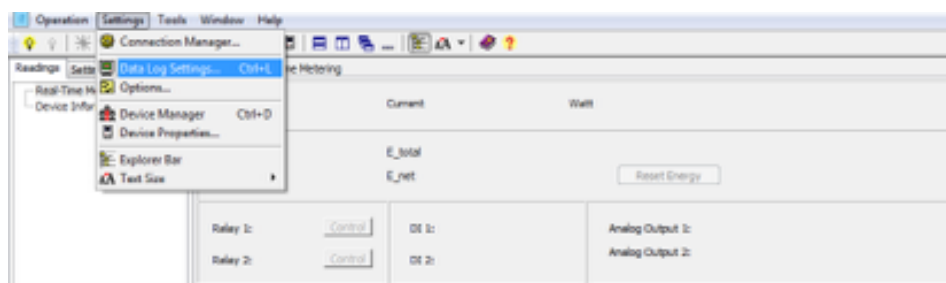 Operation Settings Tools Window Help
Connection Manager...
Readings
Data Log Settings... Ctrl+L
Options...
Device Manager Ctrl+D
Device Properties...
Explorer Bar
Text Size
Metering
Current Watt
E_total
E_net Reset Energy
Relay 1: Control DI 1: Analog Output 1:
Relay 2: Control DI 2: Analog Output 2: